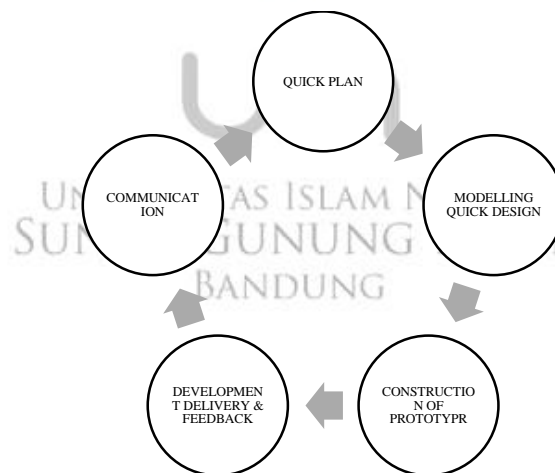 QUICK PLAN
COMMUNICAT
ION
MODELLING
QUICK DESIGN
DEVELOPMEN
T DELIVERY &
FEEDBACK
CONSTRUCTIO
N OF
PROTOTYPR
ISLAM
GUNUNG
BANDUNG